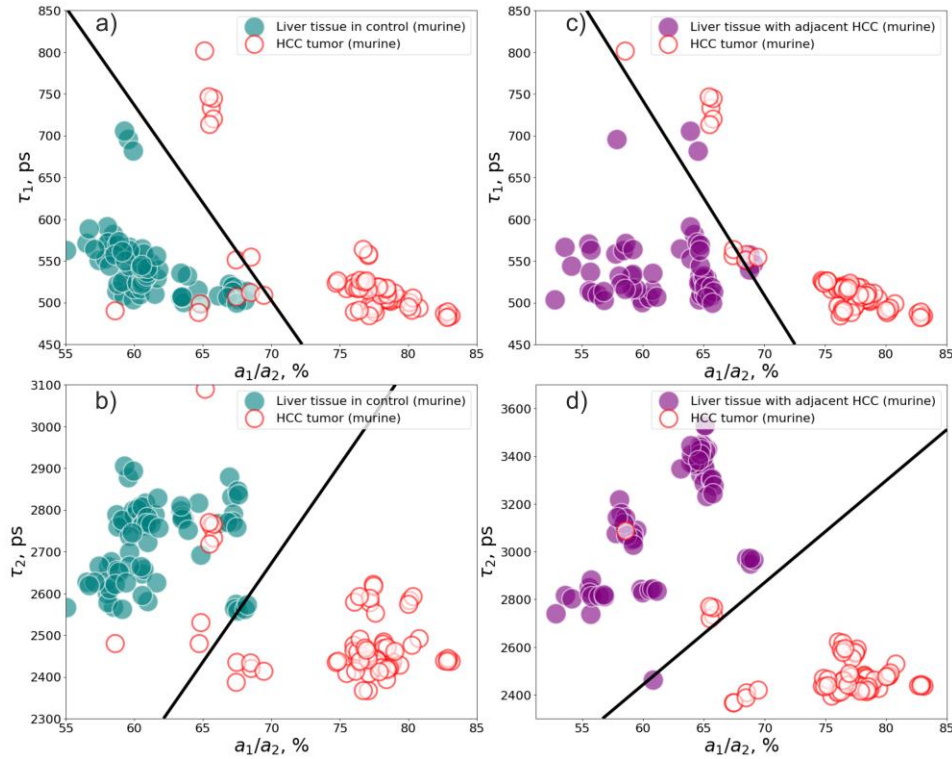 a)
Liver tissue in control (murine)
HCC tumor (murine)
850
800
750
700
650
600
550
500
450
τ₁, ps
55 60 65 70 75 80 85
a₁/a₂, %
c)
Liver tissue with adjacent HCC (murine)
HCC tumor (murine)
850
800
750
700
650
600
550
500
450
τ₁, ps
55 60 65 70 75 80 85
a₁/a₂, %
b)
Liver tissue in control (murine)
HCC tumor (murine)
3100
3000
2900
2800
2700
2600
2500
2400
2300
τ₂, ps
55 60 65 70 75 80 85
a₁/a₂, %
d)
Liver tissue with adjacent HCC (murine)
HCC tumor (murine)
3600
3400
3200
3000
2800
2600
2400
τ₂, ps
55 60 65 70 75 80 85
a₁/a₂, %